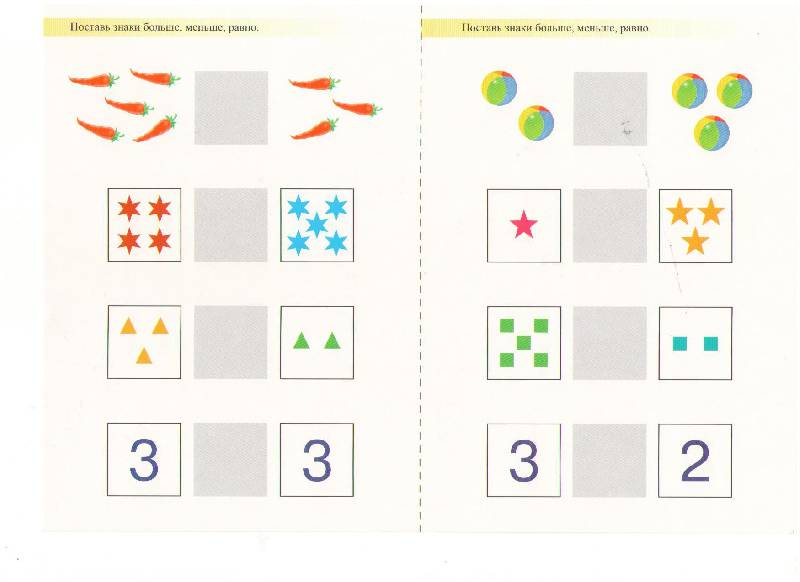 Поставь знаки больше, меньше, равно.
3
3
Поставь знаки больше, меньше, равно
3
2